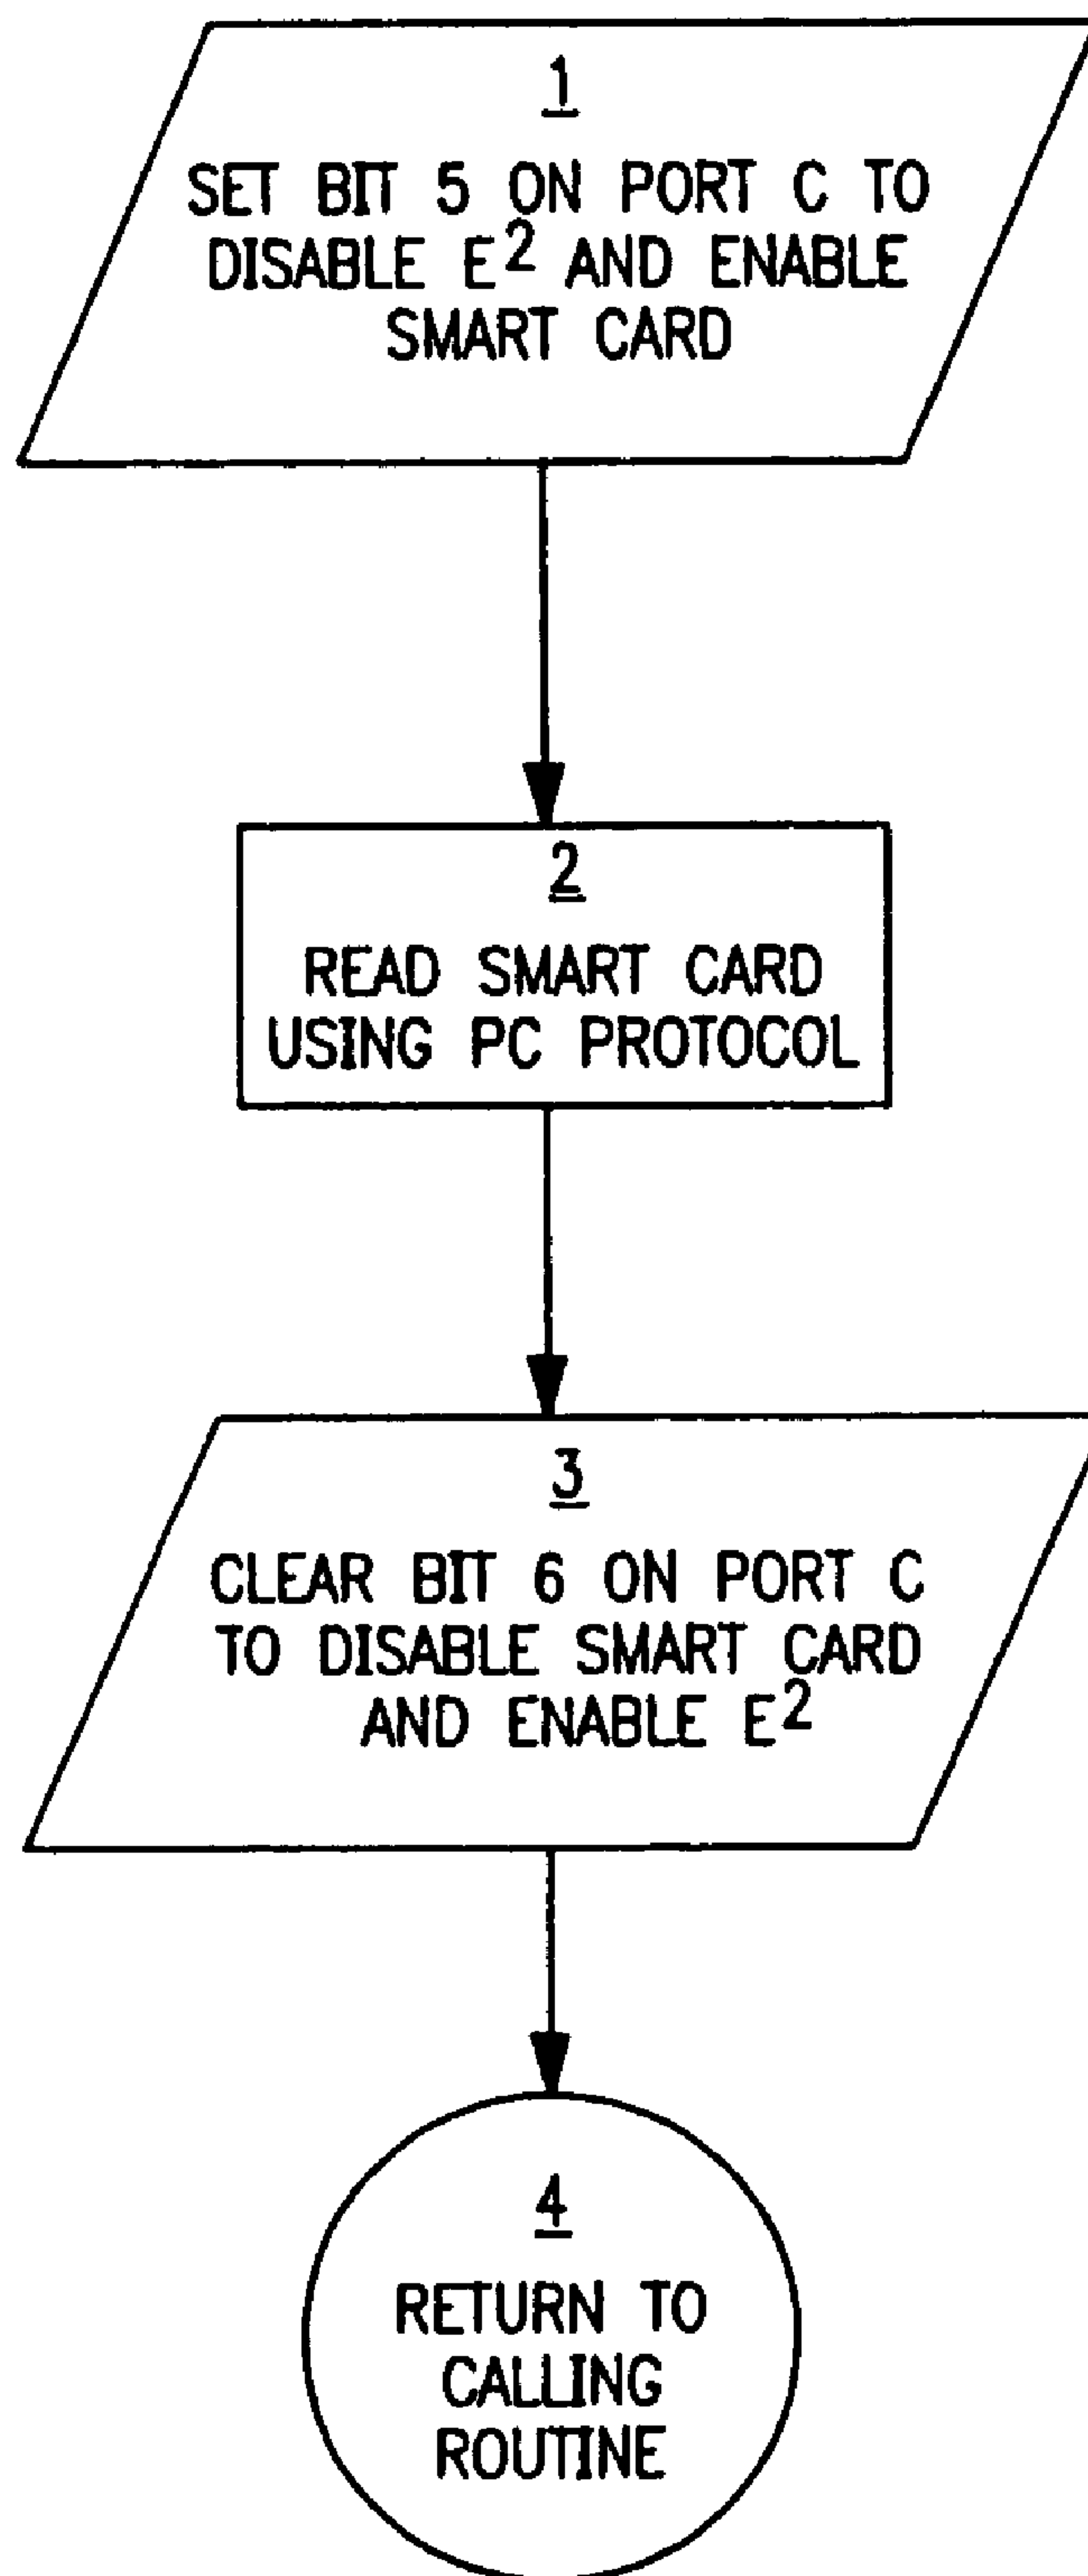 1
SET BIT 5 ON PORT C TO
DISABLE E² AND ENABLE
SMART CARD
2
READ SMART CARD
USING PC PROTOCOL
3
CLEAR BIT 6 ON PORT C
TO DISABLE SMART CARD
AND ENABLE E²
4
RETURN TO
CALLING
ROUTINE